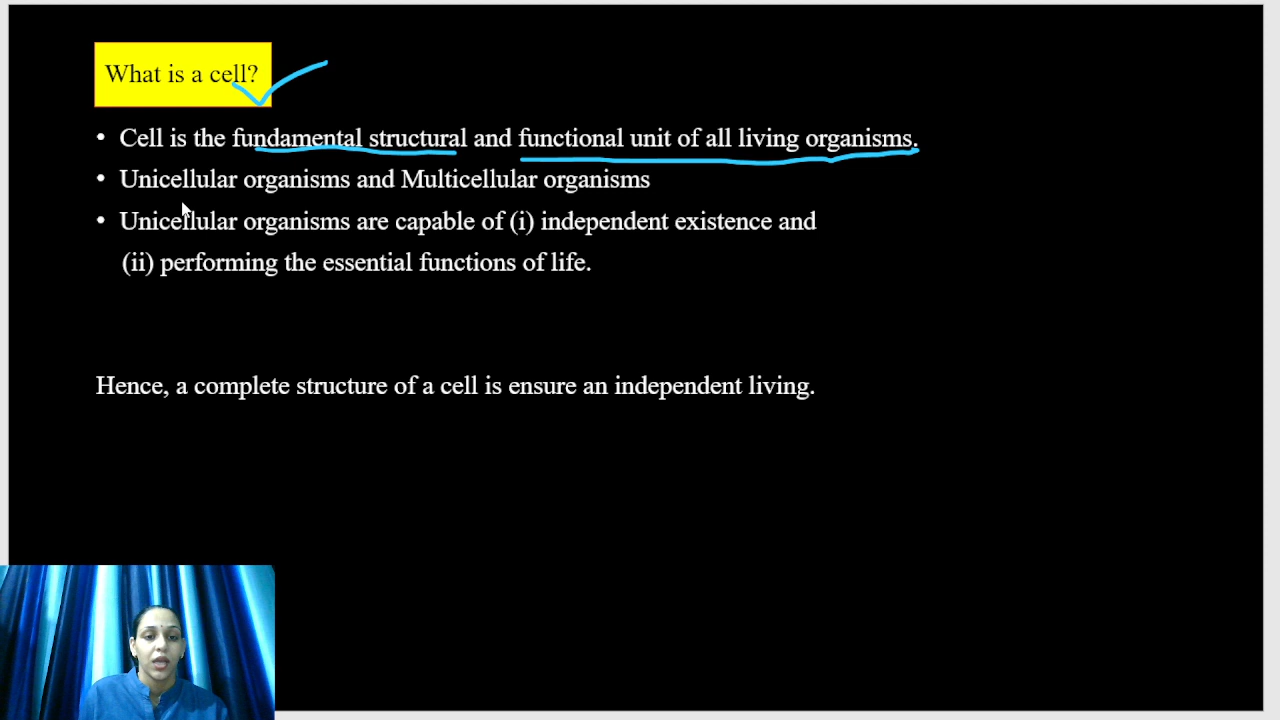 What is a cell?
• Cell is the fundamental structural and functional unit of all living organisms.
• Unicellular organisms and Multicellular organisms
• Unicellular organisms are capable of (i) independent existence and
(ii) performing the essential functions of life.
Hence, a complete structure of a cell is ensure an independent living.